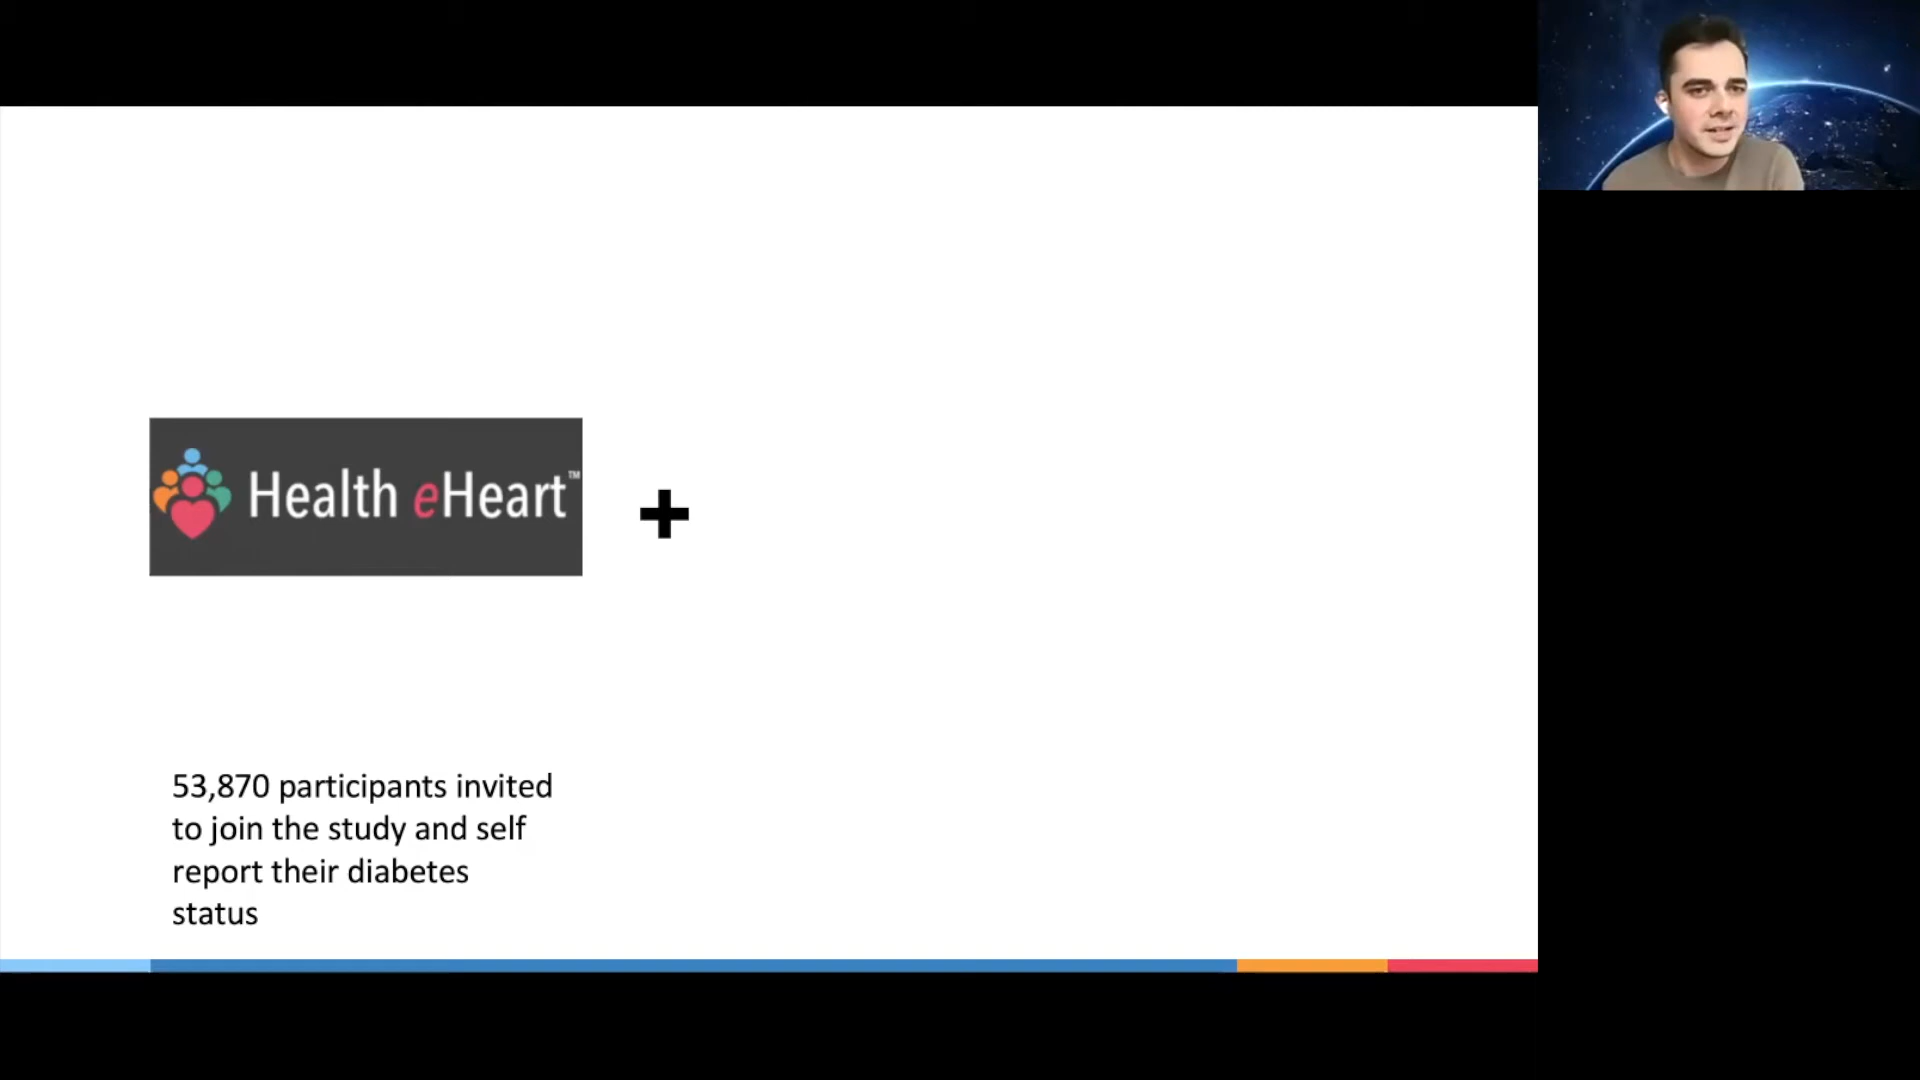 Health eHeart™
+
53,870 participants invited
to join the study and self
report their diabetes
status